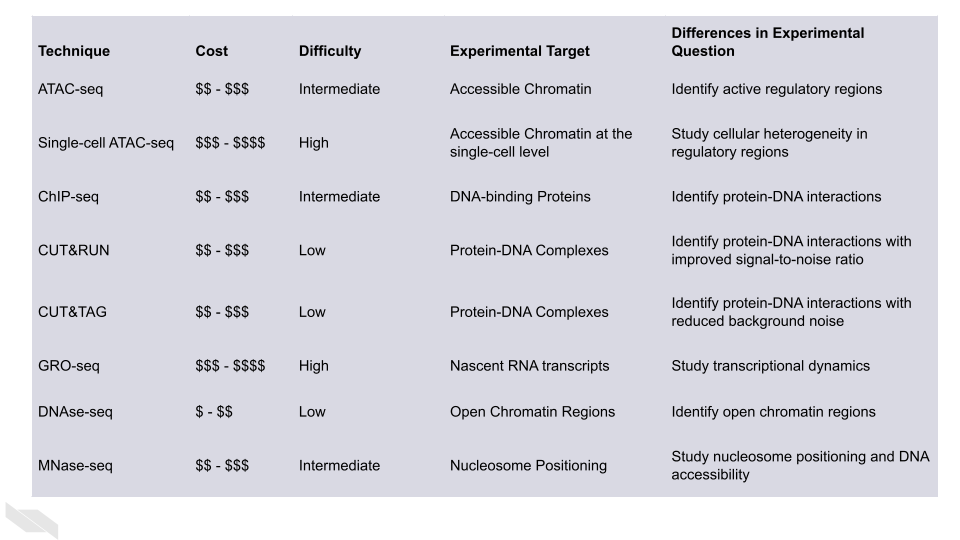 Technique Cost Difficulty Experimental Target Differences in Experimental Question
ATAC-seq $$ - $$$ Intermediate Accessible Chromatin Identify active regulatory regions
Single-cell ATAC-seq $$$ - $$$$ High Accessible Chromatin at the single-cell level Study cellular heterogeneity in regulatory regions
ChIP-seq $$ - $$$ Intermediate DNA-binding Proteins Identify protein-DNA interactions
CUT&RUN $$ - $$$ Low Protein-DNA Complexes Identify protein-DNA interactions with improved signal-to-noise ratio
CUT&TAG $$ - $$$ Low Protein-DNA Complexes Identify protein-DNA interactions with reduced background noise
GRO-seq $$$ - $$$$ High Nascent RNA transcripts Study transcriptional dynamics
DNAse-seq $ - $$ Low Open Chromatin Regions Identify open chromatin regions
MNase-seq $$ - $$$ Intermediate Nucleosome Positioning Study nucleosome positioning and DNA accessibility